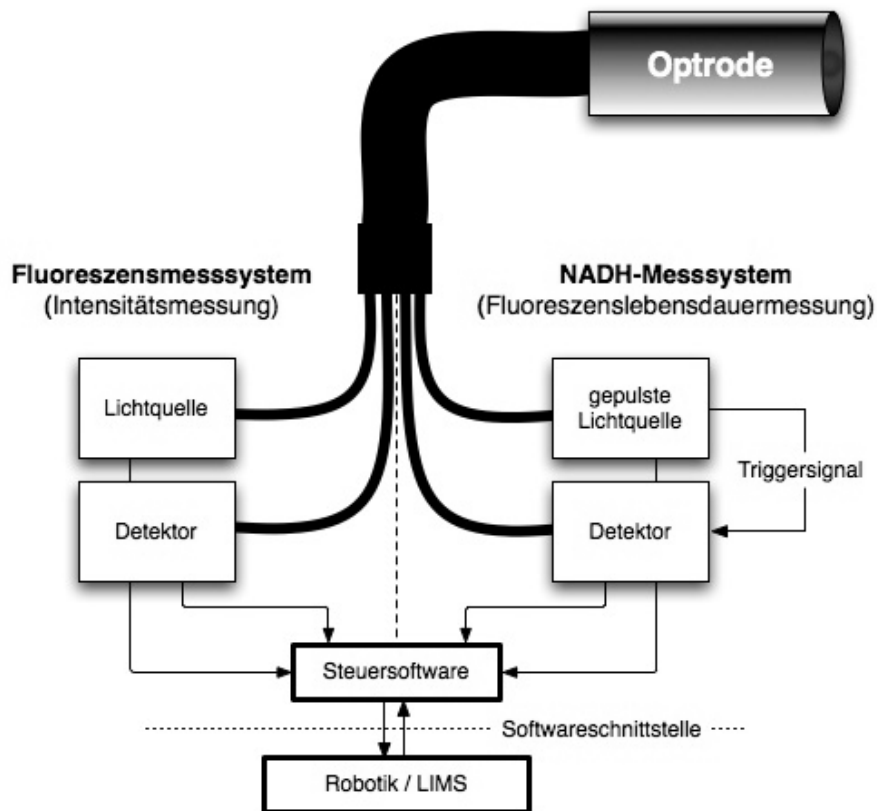 Optrode
Fluoreszensmesssystem
(Intensitätsmessung)
NADH-Messsystem
(Fluoreszenslebensdauermessung)
Lichtquelle
gepulste
Lichtquelle
Triggersignal
Detektor
Detektor
Steuersoftware
Softwareschnittstelle
Robotik / LIMS